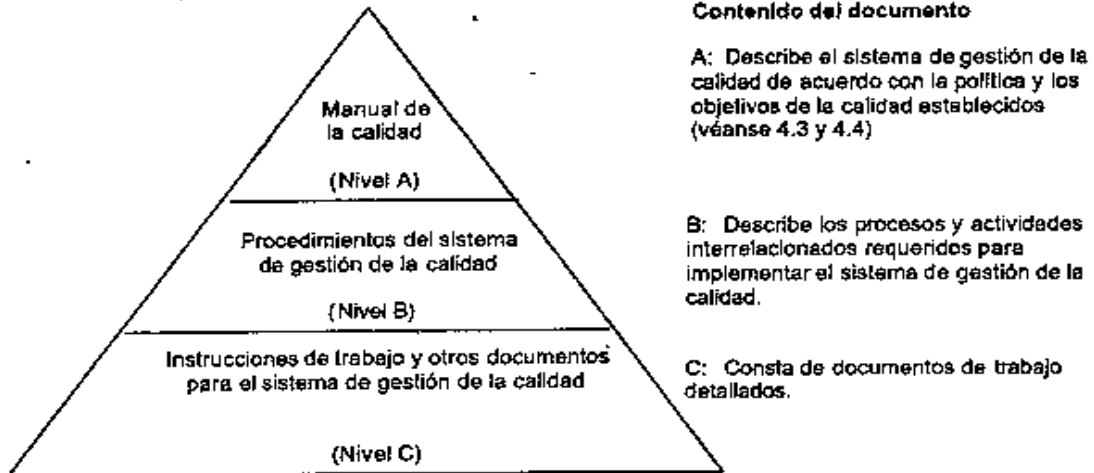 Manual de
la calidad
(Nivel A)
Procedimientos del sistema
de gestión de la calidad
(Nivel B)
Instrucciones de trabajo y otros documentos
para el sistema de gestión de la calidad
(Nivel C)
Contenido del documento
A: Describe el sistema de gestión de la
calidad de acuerdo con la política y los
objetivos de la calidad establecidos
(véanse 4.3 y 4.4)
B: Describe los procesos y actividades
interrelacionados requeridos para
implementar el sistema de gestión de la
calidad.
C: Consta de documentos de trabajo
detallados.